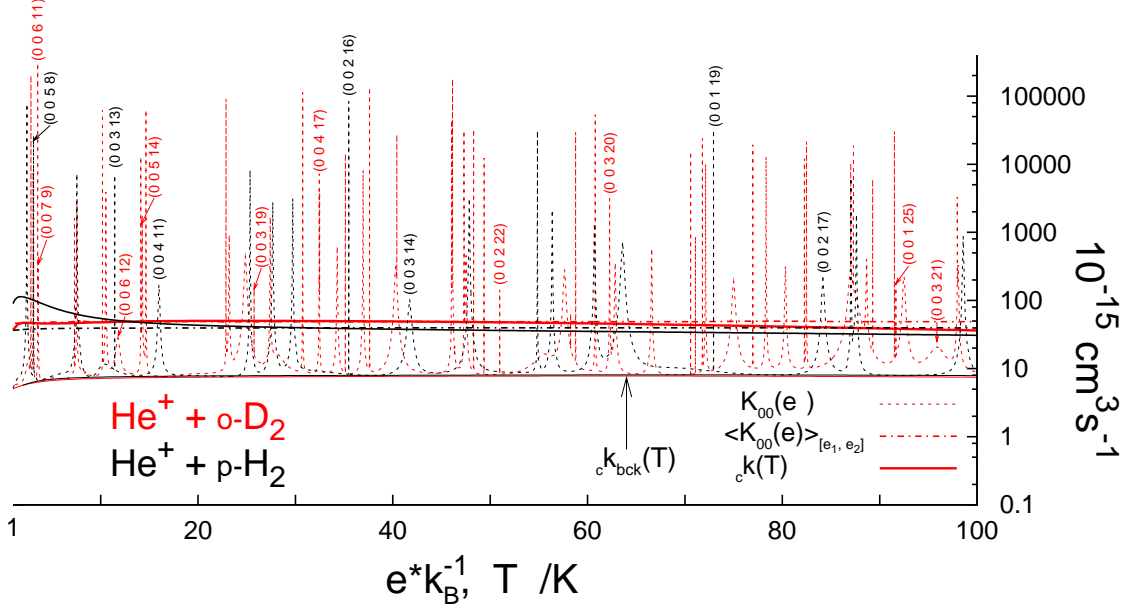 (0 0 6 11)
(0 0 5 8)
(0 0 7 9)
(0 0 3 13)
(0 0 6 12)
(0 0 5 14)
(0 0 4 11)
(0 0 3 19)
(0 0 4 17)
(0 0 2 16)
(0 0 3 14)
(0 0 2 22)
(0 0 3 20)
(0 0 1 19)
(0 0 2 17)
(0 0 1 25)
(0 0 3 21)
100000
10000
1000
100
10
1
0.1
10⁻¹⁵ cm³s⁻¹
He⁺ + o-D₂
He⁺ + p-H₂
K₀₀(e )
<K₀₀(e)>[e₁, e₂]
ck(T)
ck_bck(T)
1 20 40 60 80 100
e*k_B⁻¹, T /K